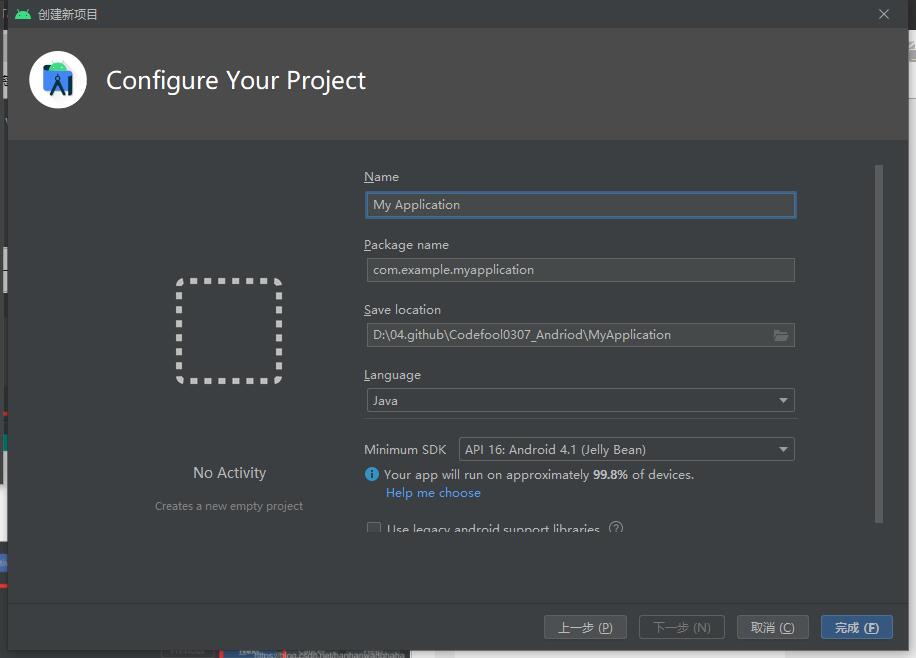 创建新项目
Configure Your Project
Name
My Application
Package name
com.example.myapplication
Save location
D:\04.github\Codefool0307_Andriod\MyApplication
Language
Java
Minimum SDK
API 16: Android 4.1 (Jelly Bean)
Your app will run on approximately 99.8% of devices.
Help me choose
No Activity
Creates a new empty project
Use legacy android support libraries
上一步 (P)
下一步 (N)
取消 (C)
完成 (F)